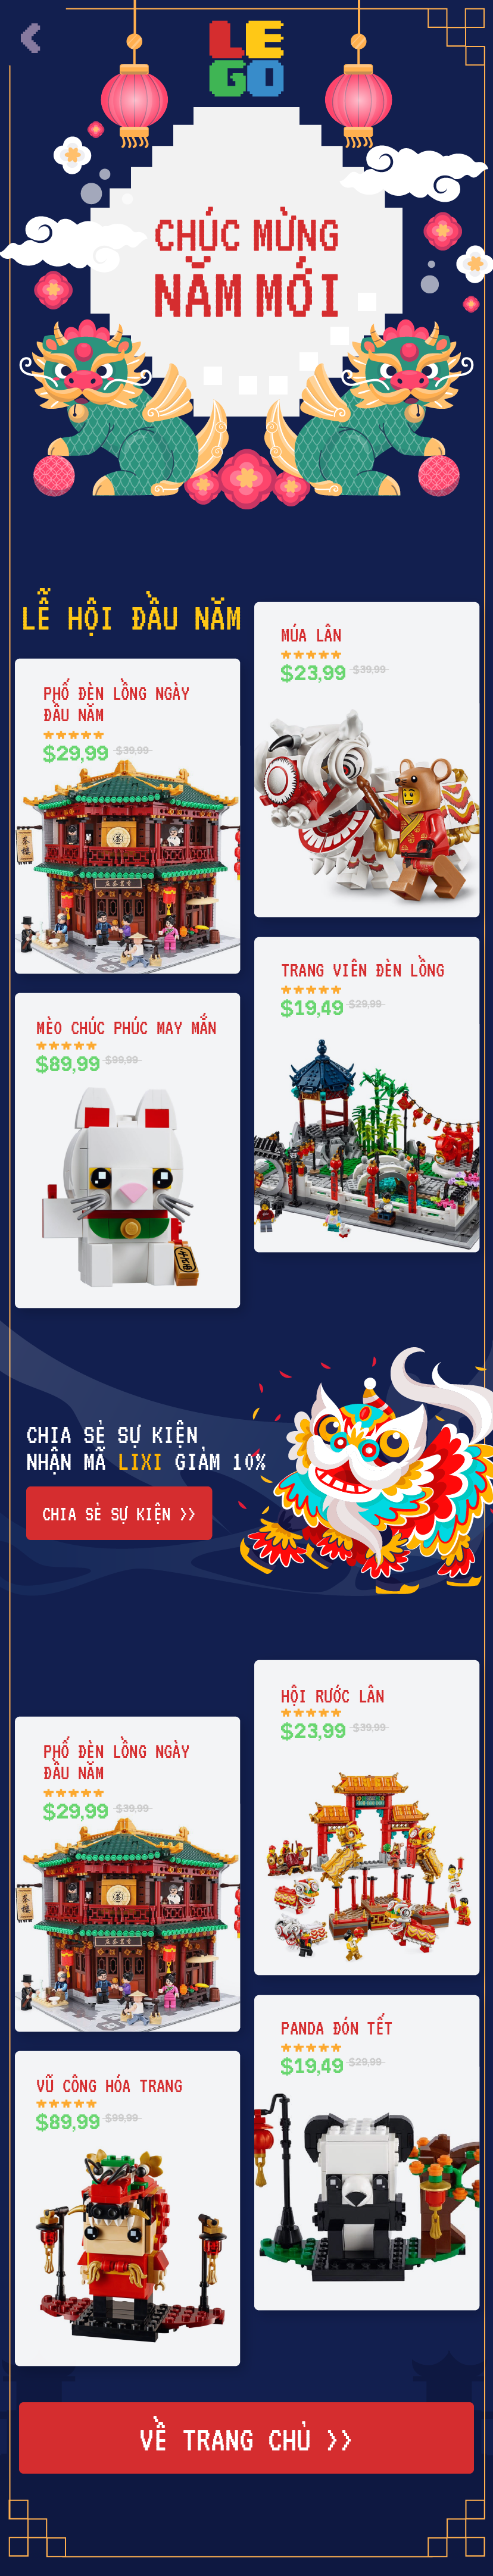 LE
GO
CHÚC MỪNG
NĂM MỚI
LỄ HỘI ĐẦU NĂM
MÚA LÂN
$23,99 $39,99
PHỐ ĐÈN LỒNG NGÀY
ĐẦU NĂM
$29,99 $39,99
TRANG VIÊN ĐÈN LỒNG
$19,49 $29,99
MÈO CHÚC PHÚC MAY MẮN
$89,99 $99,99
CHIA SẺ SỰ KIỆN
NHẬN MÃ LIXI GIẢM 10%
CHIA SẺ SỰ KIỆN >>
HỘI RƯỚC LÂN
$23,99 $39,99
PHỐ ĐÈN LỒNG NGÀY
ĐẦU NĂM
$29,99 $39,99
PANDA ĐÓN TẾT
$19,49 $29,99
VŨ CÔNG HÓA TRANG
$89,99 $99,99
VỀ TRANG CHỦ >>